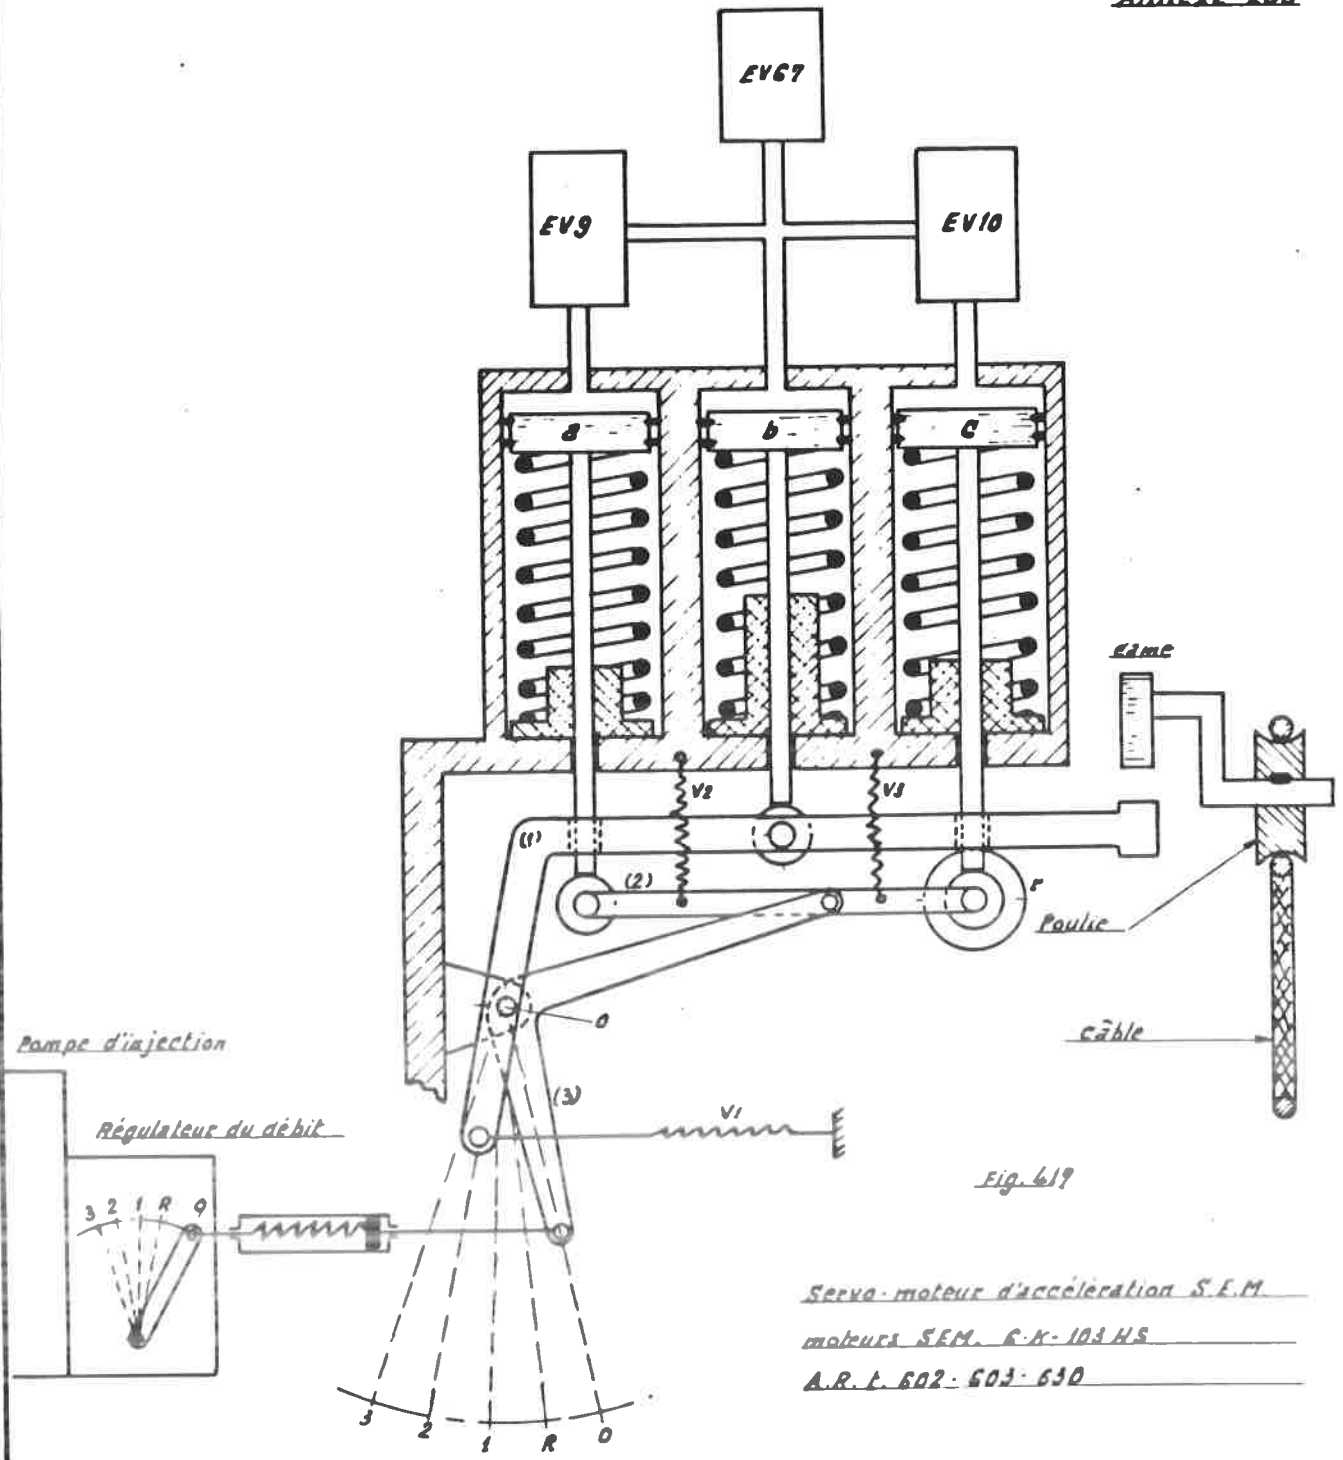 EV67
EV9
EV10
a
b
c
came
V2
V3
(1)
(2)
r
Poulie
O
câble
Pompe d'injection
(3)
V1
Régulateur du débit
Fig. 419
3 2 1 R 0
Servo-moteur d'accélération S.E.M.
moteurs SEM. 6-K-103 HS
A.R. t. 602-603-630
3 2 1 R 0